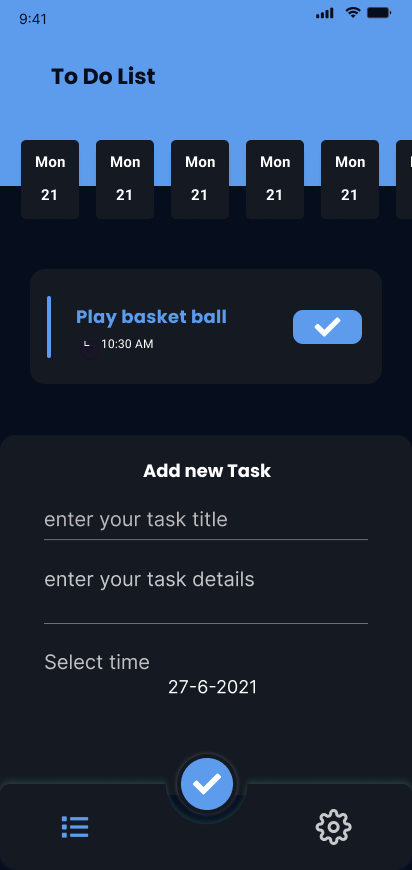 9:41
To Do List
Mon Mon Mon Mon Mon
21 21 21 21 21
Play basket ball
10:30 AM
Add new Task
enter your task title
enter your task details
Select time
27-6-2021